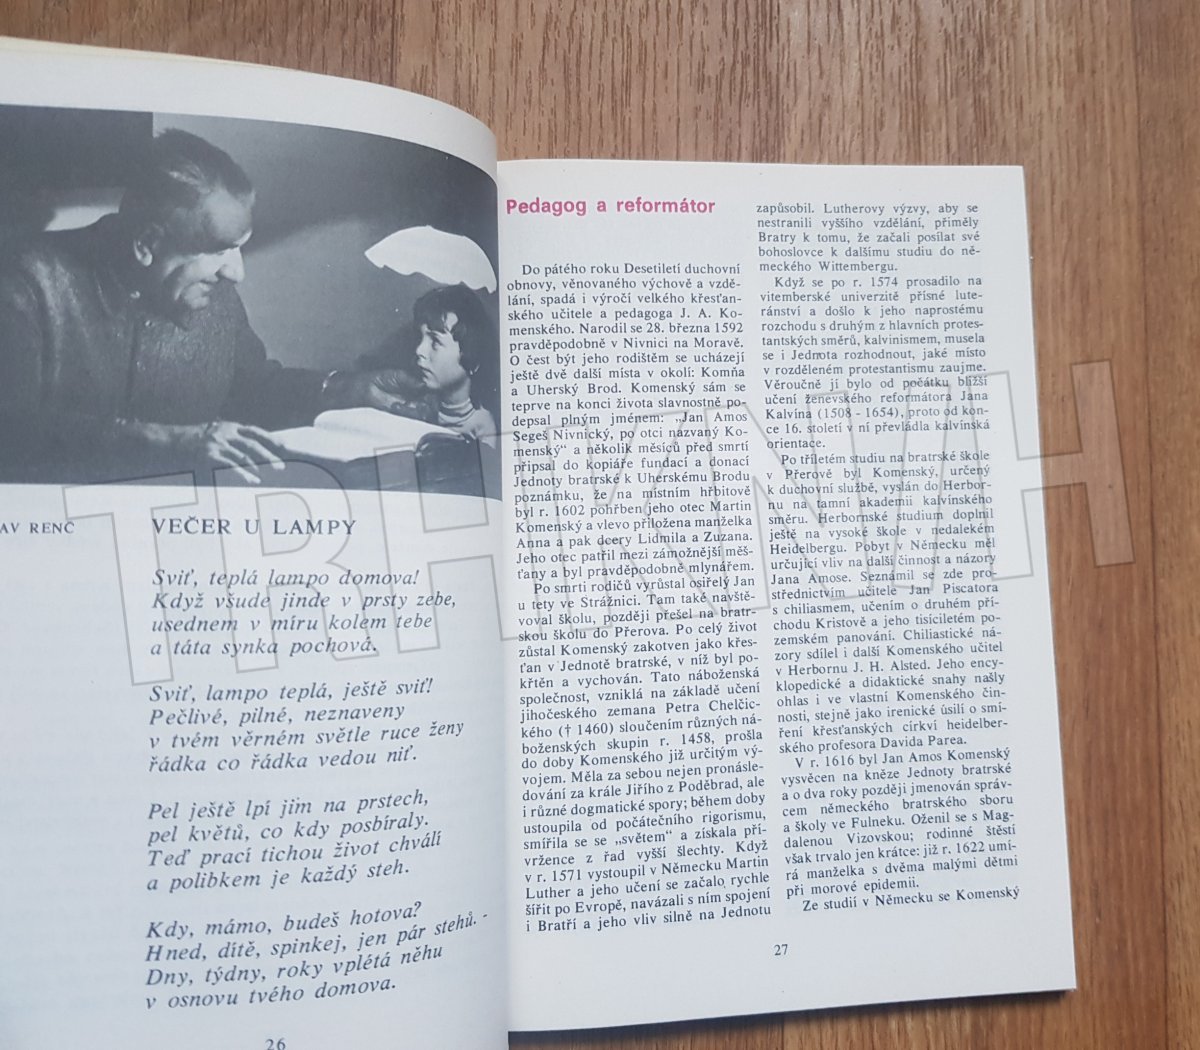 AV RENČ
VEČER U LAMPY
Sviť, teplá lampo domova!
Když všude jinde v prsty zebe,
usednem v míru kolem tebe
a táta synka pochová.
Sviť, lampo teplá, ještě sviť!
Pečlivé, pilné, neznaveny
v tvém věrném světle ruce ženy
řádka co řádka vedou niť.
Pel ještě lpí jim na prstech,
pel květů, co kdy posbíraly.
Teď prací tichou život chválí
a polibkem je každý steh.
Kdy, mámo, budeš hotova?
Hned, dítě, spinkej, jen pár stehů. -
Dny, týdny, roky vplétá něhu
v osnovu tvého domova.
26
Pedagog a reformátor
Do pátého roku Desetiletí duchovní
obnovy, věnovaného výchově a vzdě-
lání, spadá i výročí velkého křesťan-
ského učitele a pedagoga J. A. Ko-
menského. Narodil se 28. března 1592
pravděpodobně v Nivnici na Moravě.
O čest být jeho rodištěm se ucházejí
ještě dvě další místa v okolí: Komňa
a Uherský Brod. Komenský sám se
teprve na konci života slavnostně po-
depsal plným jménem: „Jan Amos
Segeš Nivnický, po otci nazvaný Ko-
menský“ a několik měsíců před smrtí
připsal do kopiáře fundací a donací
Jednoty bratrské k Uherskému Brodu
poznámku, že na místním hřbitově
byl r. 1602 pohřben jeho otec Martin
Komenský a vlevo přiložena manželka
Anna a pak dcery Lidmila a Zuzana.
Jeho otec patřil mezi zámožnější měš-
ťany a byl pravděpodobně mlynářem.
Po smrti rodičů vyrůstal osiřelý Jan
u tety ve Strážnici. Tam také navště-
voval školu, později přešel na bratr-
skou školu do Přerova. Po celý život
zůstal Komenský zakotven jako křes-
ťan v Jednotě bratrské, v níž byl po-
křtěn a vychován. Tato náboženská
společnost, vzniklá na základě učení
jihočeského zemana Petra Chelčic-
kého († 1460) sloučením různých ná-
boženských skupin r. 1458, prošla
do doby Komenského již určitým vý-
vojem. Měla za sebou nejen pronásle-
dování za krále Jiřího z Poděbrad, ale
i různé dogmatické spory; během doby
ustoupila od počátečního rigorismu,
smířila se se „světem“ a získala pří-
vržence z řad vyšší šlechty. Když
v r. 1571 vystoupil v Německu Martin
Luther a jeho učení se začalo rychle
šířit po Evropě, navázali s ním spojení
i Bratří a jeho vliv silně na Jednotu
zapůsobil. Lutherovy výzvy, aby se
nestranili vyššího vzdělání, přiměly
Bratry k tomu, že začali posílat své
bohoslovce k dalšímu studiu do ně-
meckého Wittembergu.
Když se po r. 1574 prosadilo na
vitemberské univerzitě přísné lute-
ránství a došlo k jeho naprostému
rozchodu s druhým z hlavních protes-
tantských směrů, kalvinismem, musela
se i Jednota rozhodnout, jaké místo
v rozděleném protestantismu zaujme.
Věroučně jí bylo od počátku bližší
učení ženevského reformátora Jana
Kalvína (1508 - 1654), proto od kon-
ce 16. století v ní převládla kalvínská
orientace.
Po tříletém studiu na bratrské škole
v Přerově byl Komenský, určený
k duchovní službě, vyslán do Herbor-
nu na tamní akademii kalvínského
směru. Herbornské studium doplnil
ještě na vysoké škole v nedalekém
Heidelbergu. Pobyt v Německu měl
určující vliv na další činnost a názory
Jana Amose. Seznámil se zde pro-
střednictvím učitele Jan Piscatora
s chiliasmem, učením o druhém pří-
chodu Kristově a jeho tisíciletém po-
zemském panování. Chiliastické ná-
zory sdílel i další Komenského učitel
v Herbornu J. H. Alsted. Jeho ency-
klopedické a didaktické snahy našly
ohlas i ve vlastní Komenského čin-
nosti, stejně jako irenické úsilí o smí-
ření křesťanských církví heidelber-
ského profesora Davida Parea.
V r. 1616 byl Jan Amos Komenský
vysvěcen na kněze Jednoty bratrské
a o dva roky později jmenován správ-
cem německého bratrského sboru
a školy ve Fulneku. Oženil se s Mag-
dalenou Vizovskou; rodinné štěstí
však trvalo jen krátce: již r. 1622 umí-
rá manželka s dvěma malými dětmi
při morové epidemii.
Ze studií v Německu se Komenský
27
TRHKNIH